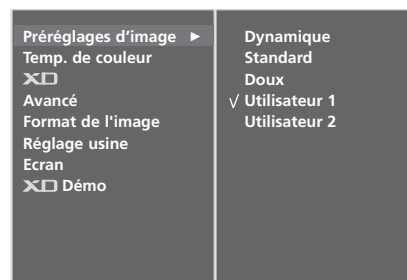 Préréglages d'image ►
Temp. de couleur
XD
Avancé
Format de l'image
Réglage usine
Ecran
XD Démo
Dynamique
Standard
Doux
√ Utilisateur 1
Utilisateur 2